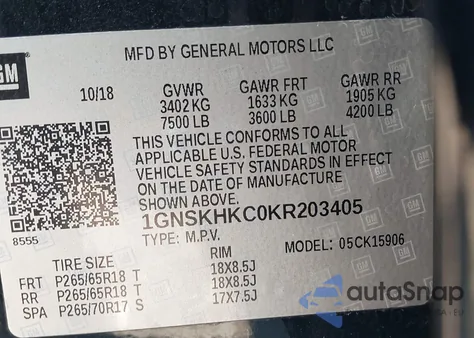 GM
MFD BY GENERAL MOTORS LLC
10/18 GVWR GAWR FRT GAWR RR
3402 KG 1633 KG 1905 KG
7500 LB 3600 LB 4200 LB
THIS VEHICLE CONFORMS TO ALL
APPLICABLE U.S. FEDERAL MOTOR
VEHICLE SAFETY STANDARDS IN EFFECT
ON THE DATE OF MANUFACTURE
SHOWN ABOVE.
1GNSKHKC0KR203405
8555 TYPE: M.P.V. 05CK15906
TIRE SIZE RIM
FRT P265/65R18 T 18X8.5J
RR P265/65R18 T 18X8.5J
SPA P265/70R17 S 17X7.5J
autoSnap